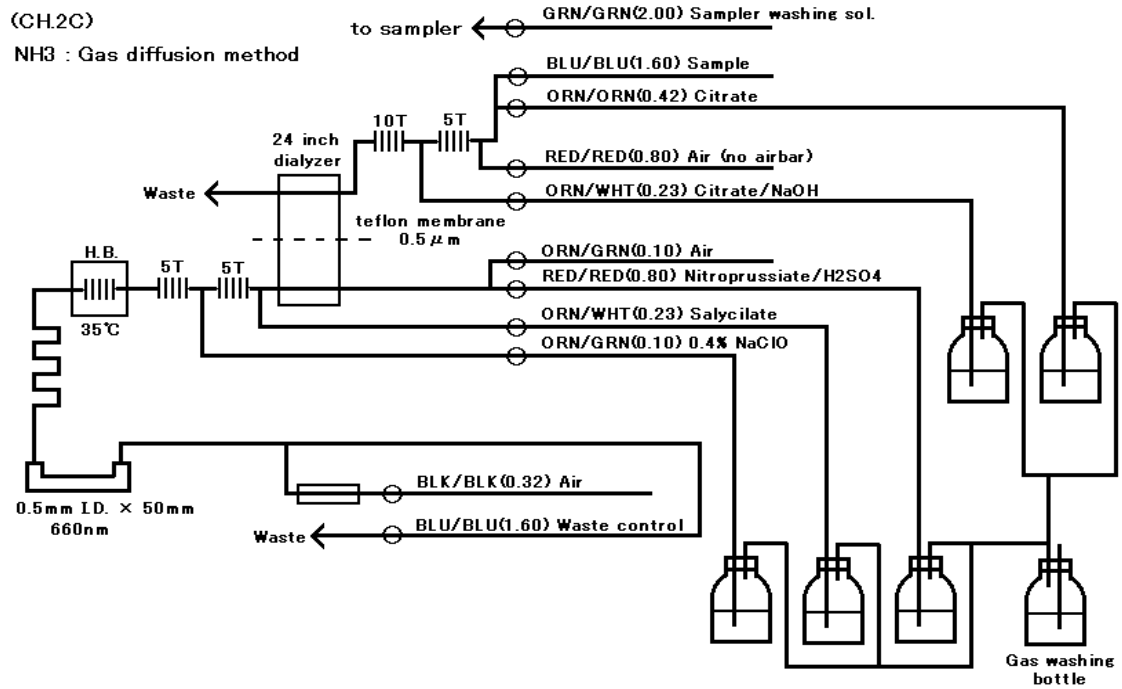 (CH.2C)
NH3 : Gas diffusion method
to sampler
GRN/GRN(2.00) Sampler washing sol.
BLU/BLU(1.60) Sample
ORN/ORN(0.42) Citrate
10T
5T
24 inch
dialyzer
RED/RED(0.80) Air (no airbar)
Waste
ORN/WHT(0.23) Citrate/NaOH
teflon membrane
0.5μm
H.B.
5T
5T
35℃
ORN/GRN(0.10) Air
RED/RED(0.80) Nitroprussiate/H2SO4
ORN/WHT(0.23) Salycilate
ORN/GRN(0.10) 0.4% NaClO
BLK/BLK(0.32) Air
0.5mm I.D. × 50mm
660nm
Waste
BLU/BLU(1.60) Waste control
Gas washing
bottle